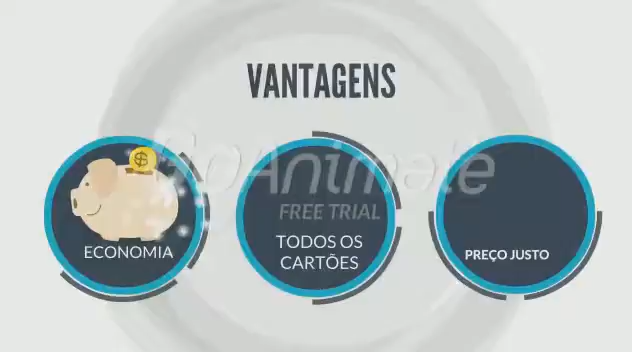 VANTAGENS
GoAnimate
FREE TRIAL
ECONOMIA
TODOS OS
CARTÕES
PREÇO JUSTO